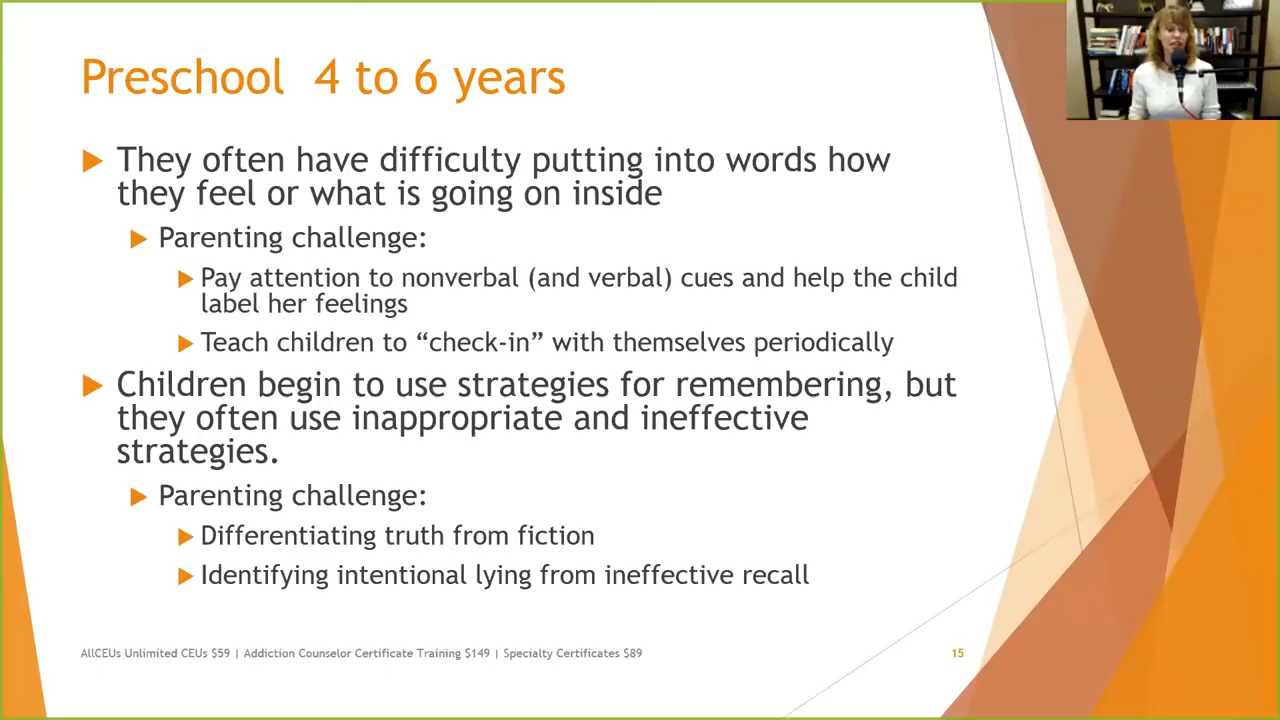 Preschool 4 to 6 years
They often have difficulty putting into words how
they feel or what is going on inside
Parenting challenge:
Pay attention to nonverbal (and verbal) cues and help the child
label her feelings
Teach children to “check-in” with themselves periodically
Children begin to use strategies for remembering, but
they often use inappropriate and ineffective
strategies.
Parenting challenge:
Differentiating truth from fiction
Identifying intentional lying from ineffective recall
AllCEUs Unlimited CEUs $59 | Addiction Counselor Certificate Training $149 | Specialty Certificates $89
15